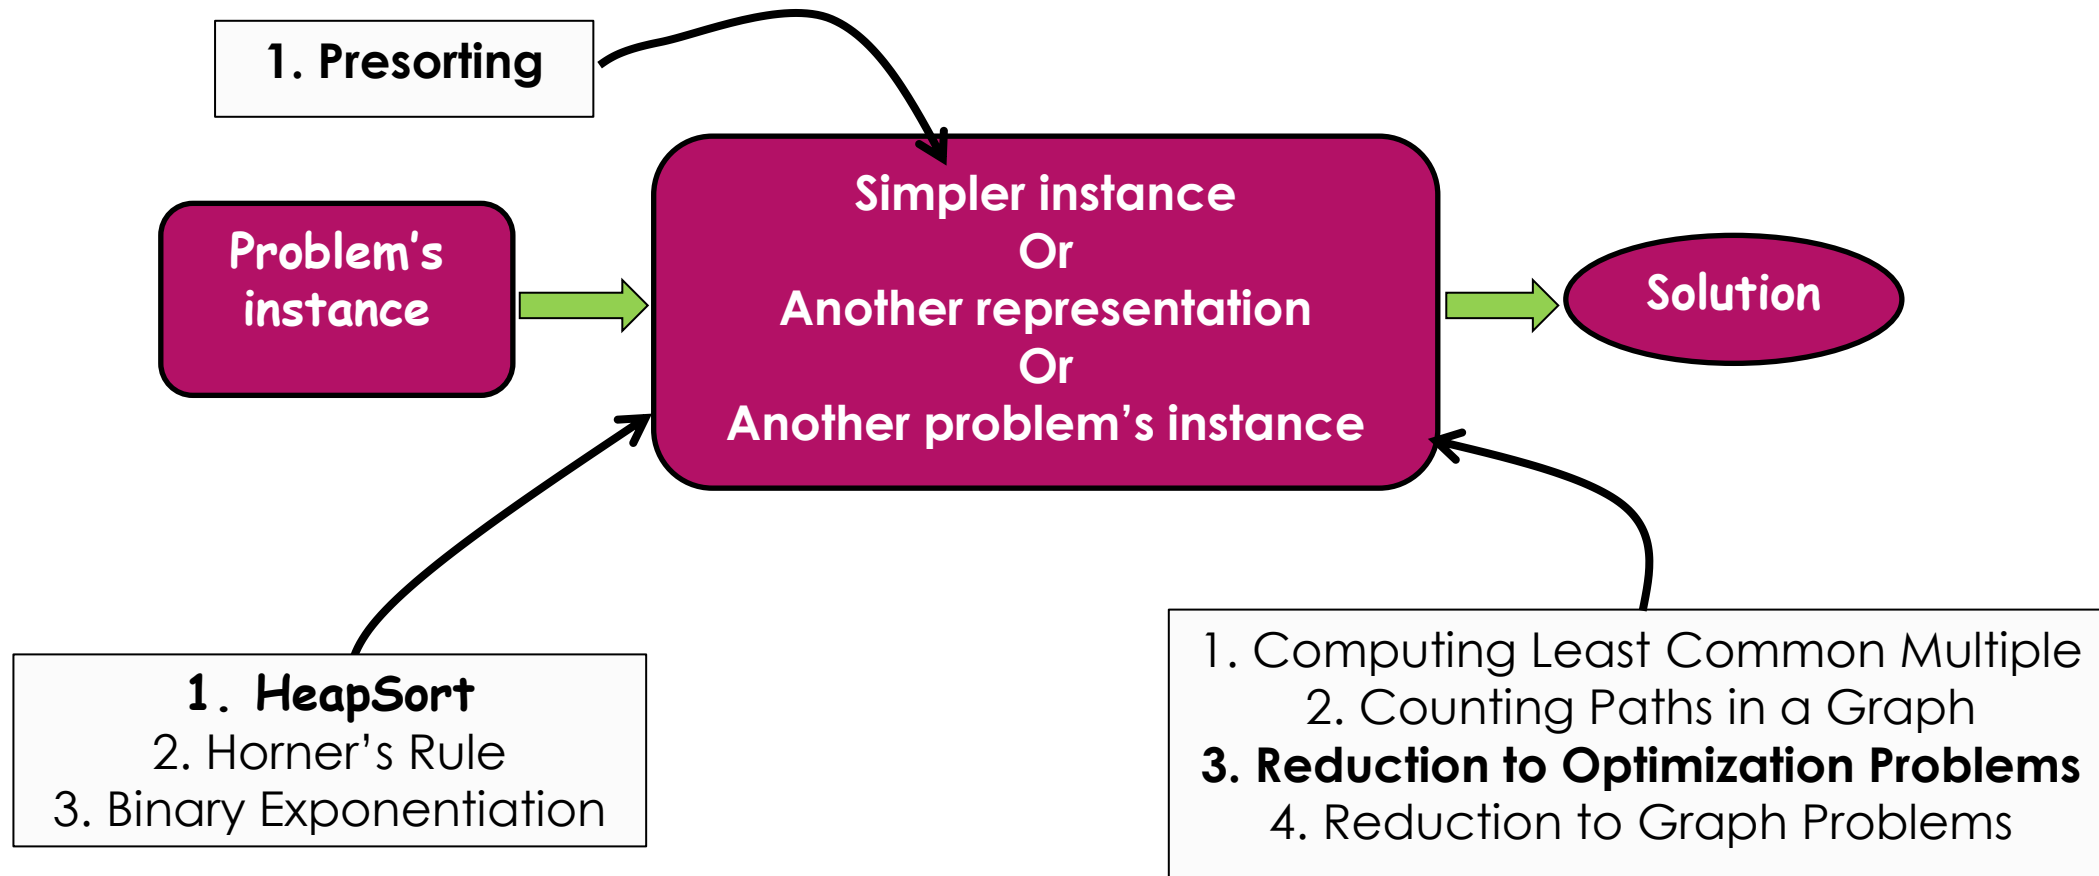 1. Presorting
Problem's
instance
Simpler instance
Or
Another representation
Or
Another problem's instance
Solution
1. HeapSort
2. Horner's Rule
3. Binary Exponentiation
1. Computing Least Common Multiple
2. Counting Paths in a Graph
3. Reduction to Optimization Problems
4. Reduction to Graph Problems